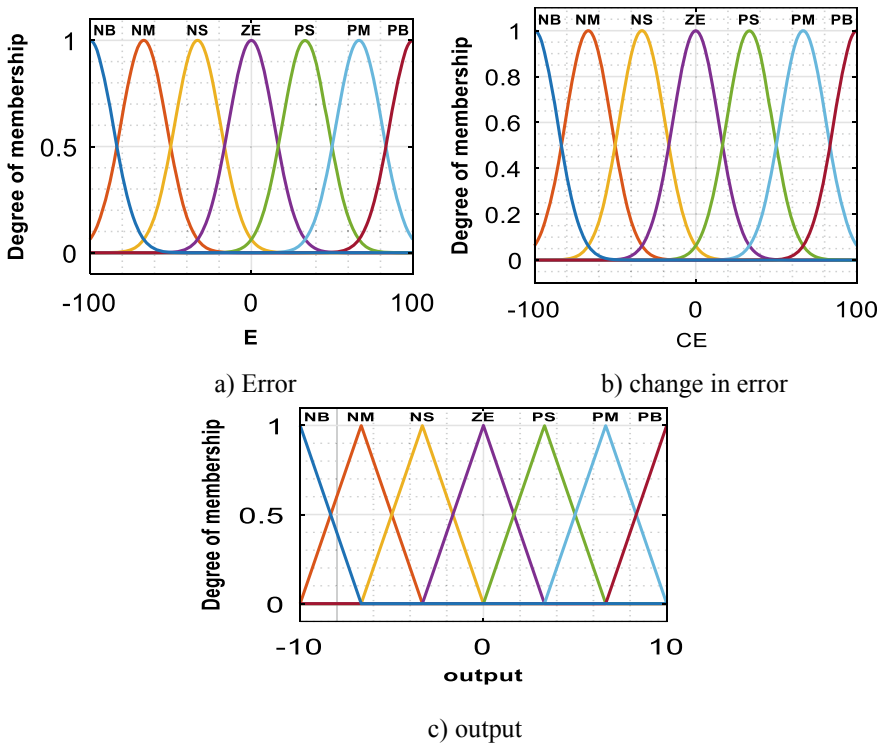 NB NM NS ZE PS PM PB
Degree of membership
1
0.5
0
-100 0 100
E
a) Error
NB NM NS ZE PS PM PB
Degree of membership
1
0.8
0.6
0.4
0.2
0
-100 0 100
CE
b) change in error
NB NM NS ZE PS PM PB
Degree of membership
1
0.5
0
-10 0 10
output
c) output